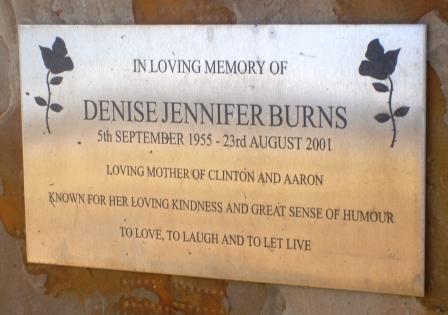 IN LOVING MEMORY OF
DENISE JENNIFER BURNS
5th SEPTEMBER 1955 - 23rd AUGUST 2001
LOVING MOTHER OF CLINTON AND AARON
KNOWN FOR HER LOVING KINDNESS AND GREAT SENSE OF HUMOUR
TO LOVE, TO LAUGH AND TO LET LIVE